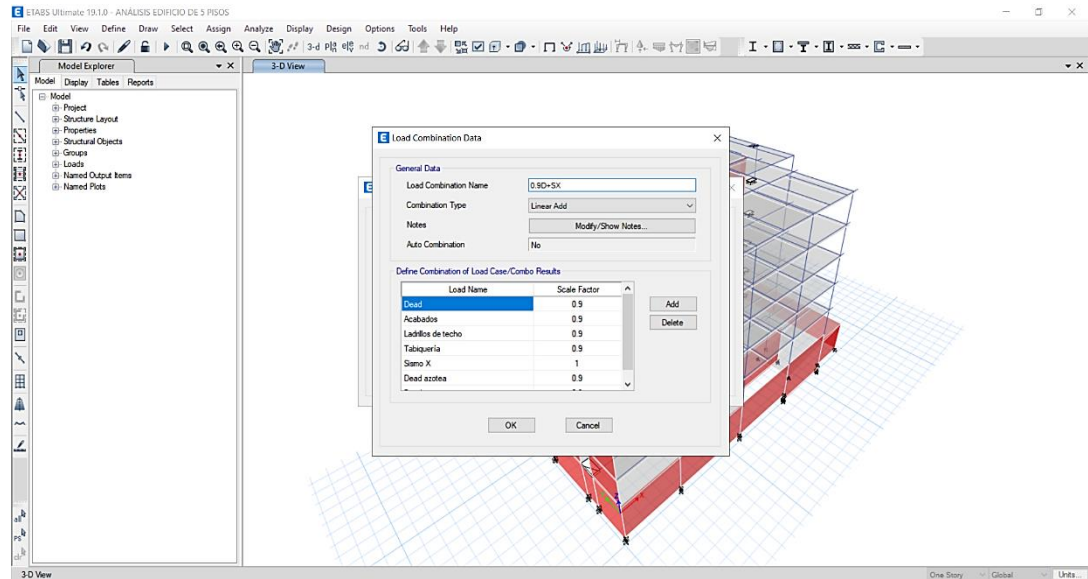 ETABS Ultimate 19.1.0 - ANÁLISIS EDIFICIO DE 5 PISOS
File Edit View Define Draw Select Assign Analyze Display Design Options Tools Help
3-d
nd
Model Explorer
3-D View
Model Display Tables Reports
Model
Project
Structure Layout
Properties
Structural Objects
Groups
Loads
Named Output Items
Named Plots
Load Combination Data
General Data
Load Combination Name 0.9D+SX
Combination Type Linear Add
Notes Modify/Show Notes...
Auto Combination No
Define Combination of Load Case/Combo Results
Load Name Scale Factor
Dead 0.9
Acabados 0.9
Ladrillos de techo 0.9
Tabiquería 0.9
Sismo X 1
Dead azotea 0.9
Add
Delete
OK Cancel
all
PS
clr
3-D View One Story Global Units...